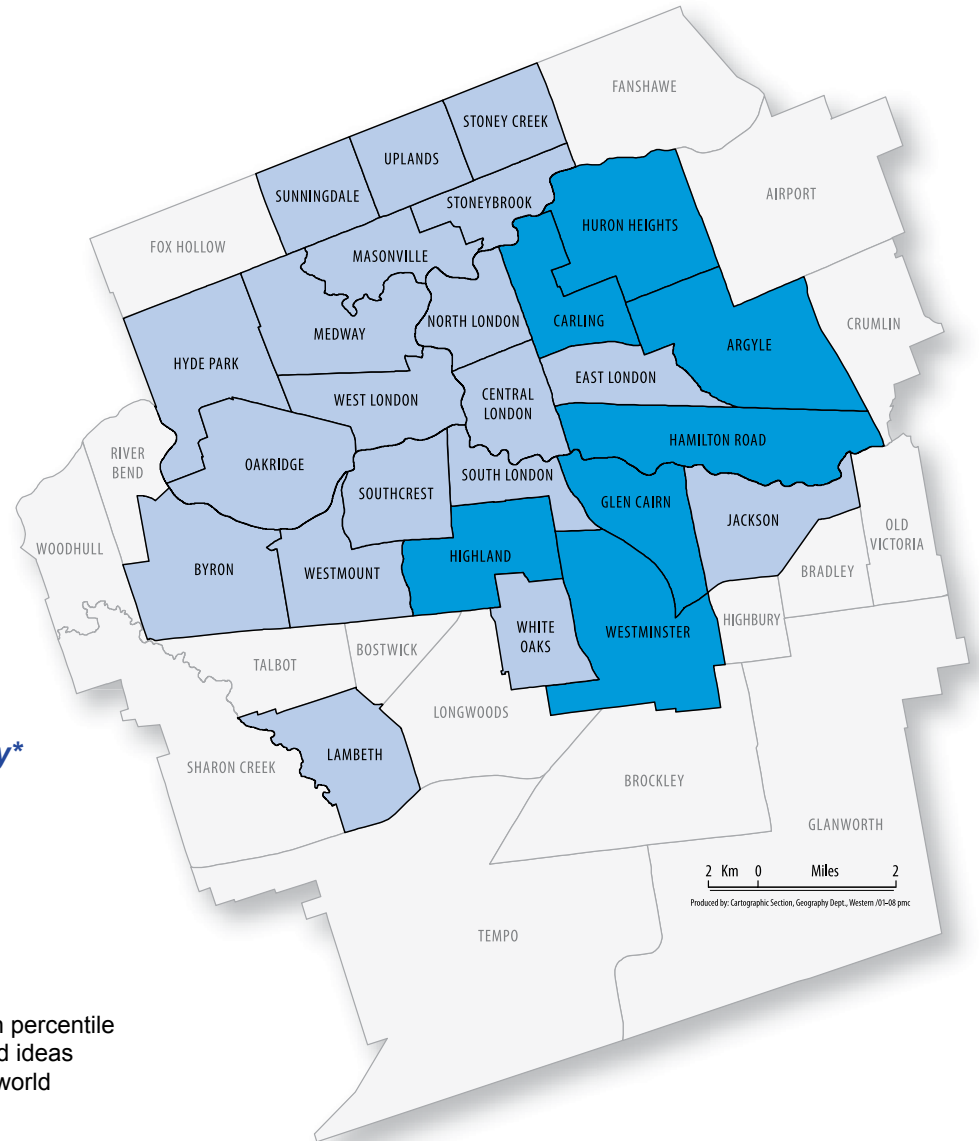 FANSHAWE
STONEY CREEK
UPLANDS
SUNNINGDALE
STONEYBROOK
AIRPORT
HURON HEIGHTS
FOX HOLLOW
MASONVILLE
NORTH LONDON
CARLING
CRUMLIN
MEDWAY
ARGYLE
HYDE PARK
EAST LONDON
WEST LONDON
CENTRAL
LONDON
HAMILTON ROAD
RIVER
BEND
OAKRIDGE
SOUTH LONDON
SOUTHCREST
GLEN CAIRN
JACKSON
OLD
VICTORIA
WOODHULL
HIGHLAND
BYRON
WESTMOUNT
BRADLEY
WHITE
OAKS
WESTMINSTER
HIGHBURY
TALBOT
BOSTWICK
LONGWOODS
y*
LAMBETH
SHARON CREEK
BROCKLEY
GLANWORTH
2 Km 0 Miles 2
Produced by: Cartographic Section, Geography Dept., Western /01-08 pmc
TEMPO
n percentile
d ideas
world